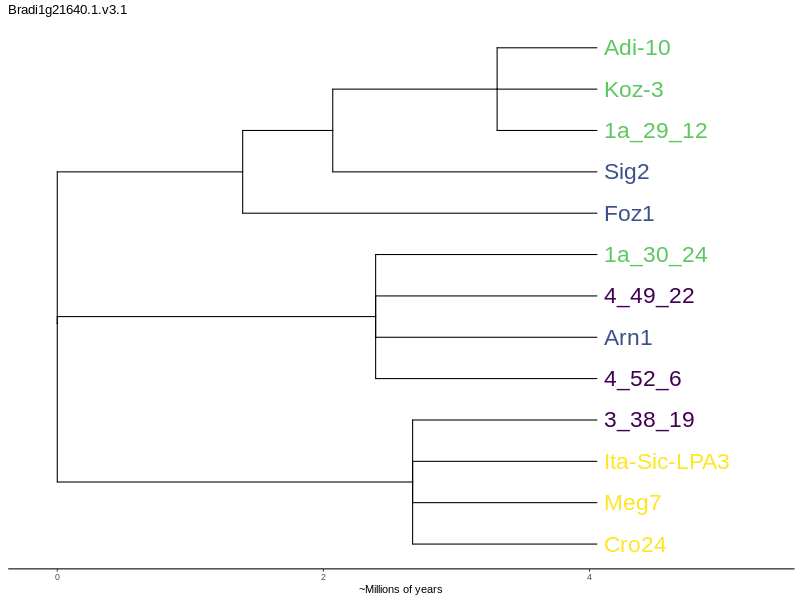 Bradi1g21640.1.v3.1
Adi-10
Koz-3
1a_29_12
Sig2
Foz1
1a_30_24
4_49_22
Arn1
4_52_6
3_38_19
Ita-Sic-LPA3
Meg7
Cro24
0 2 4
~Millions of years